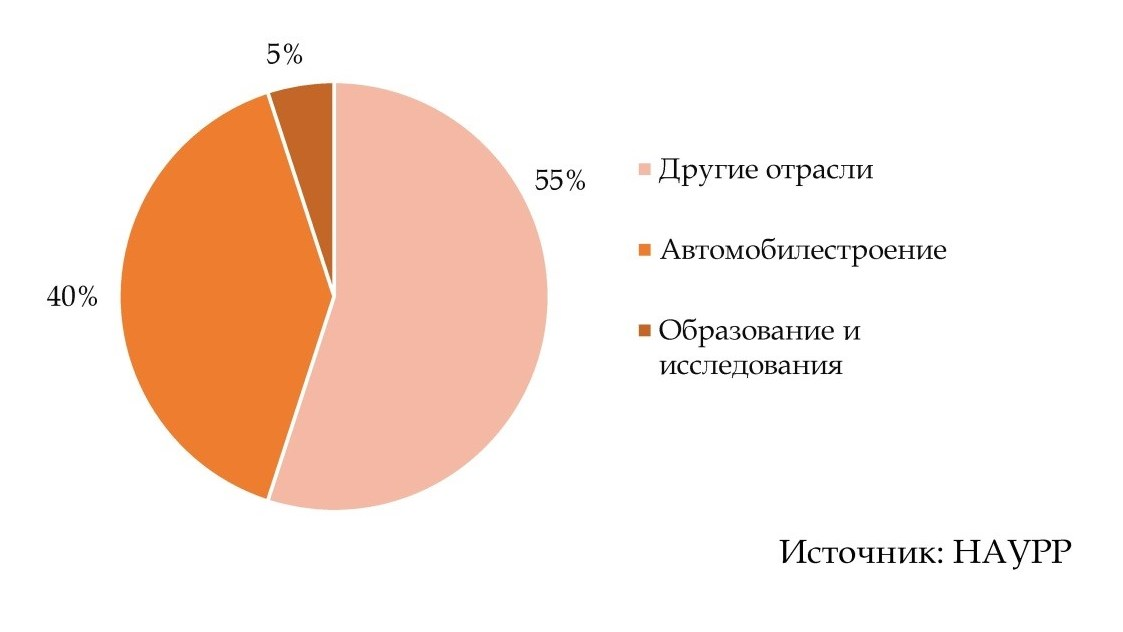 5%
55%
40%
Другие отрасли
Автомобилестроение
Образование и
исследования
Источник: НАУРР